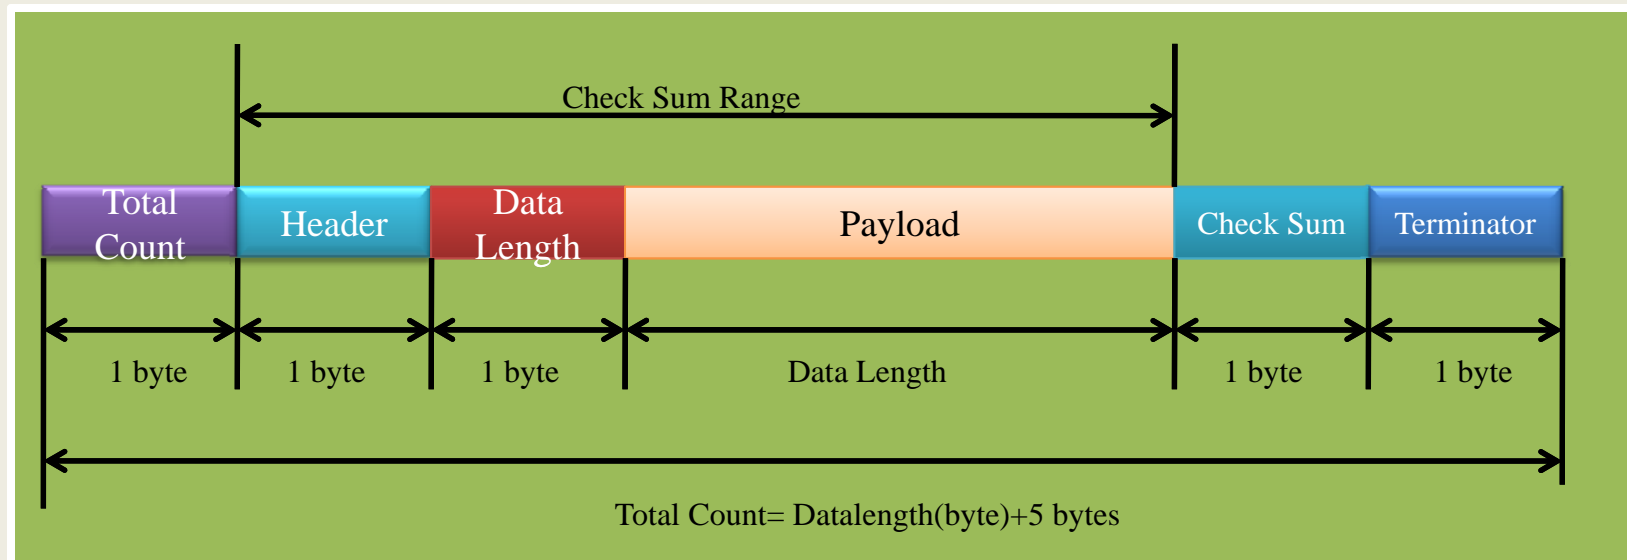 Check Sum Range
Total
Count
Header
Data
Length
Payload
Check Sum
Terminator
1 byte
1 byte
1 byte
Data Length
1 byte
1 byte
Total Count= Datalength(byte)+5 bytes